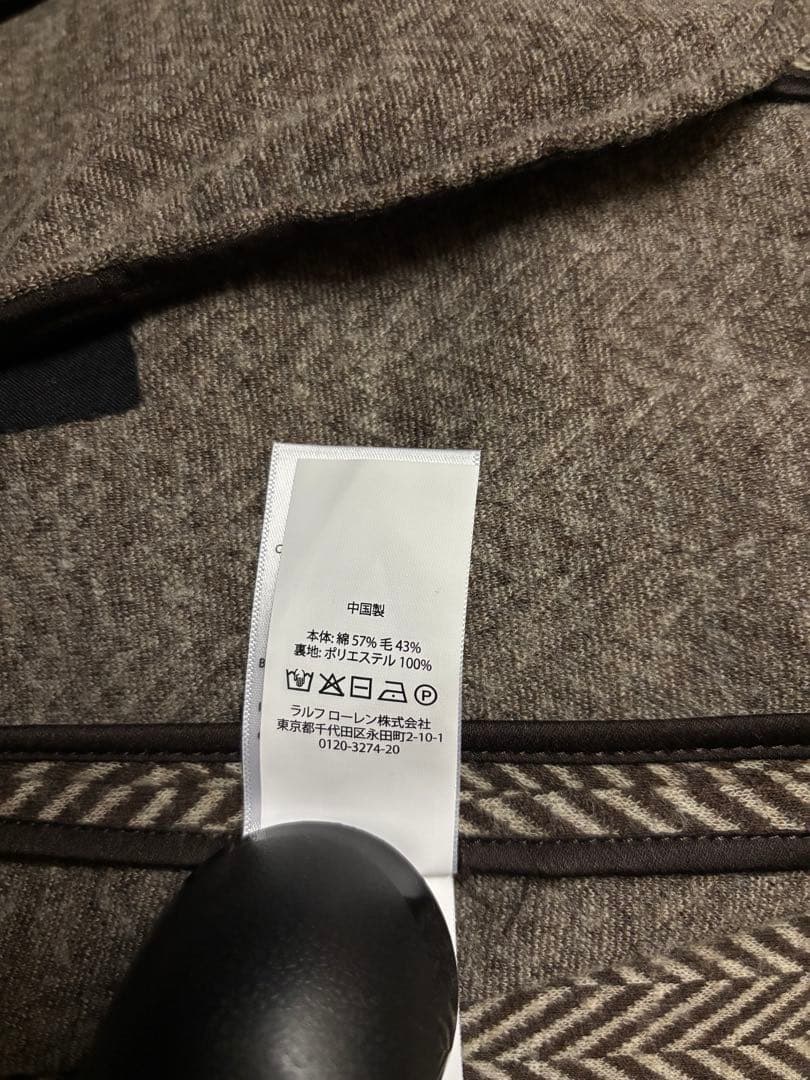 中国製
本体: 綿 57% 毛 43%
裏地: ポリエステル 100%
P
ラルフ ローレン株式会社
東京都千代田区永田町2-10-1
0120-3274-20
C
B